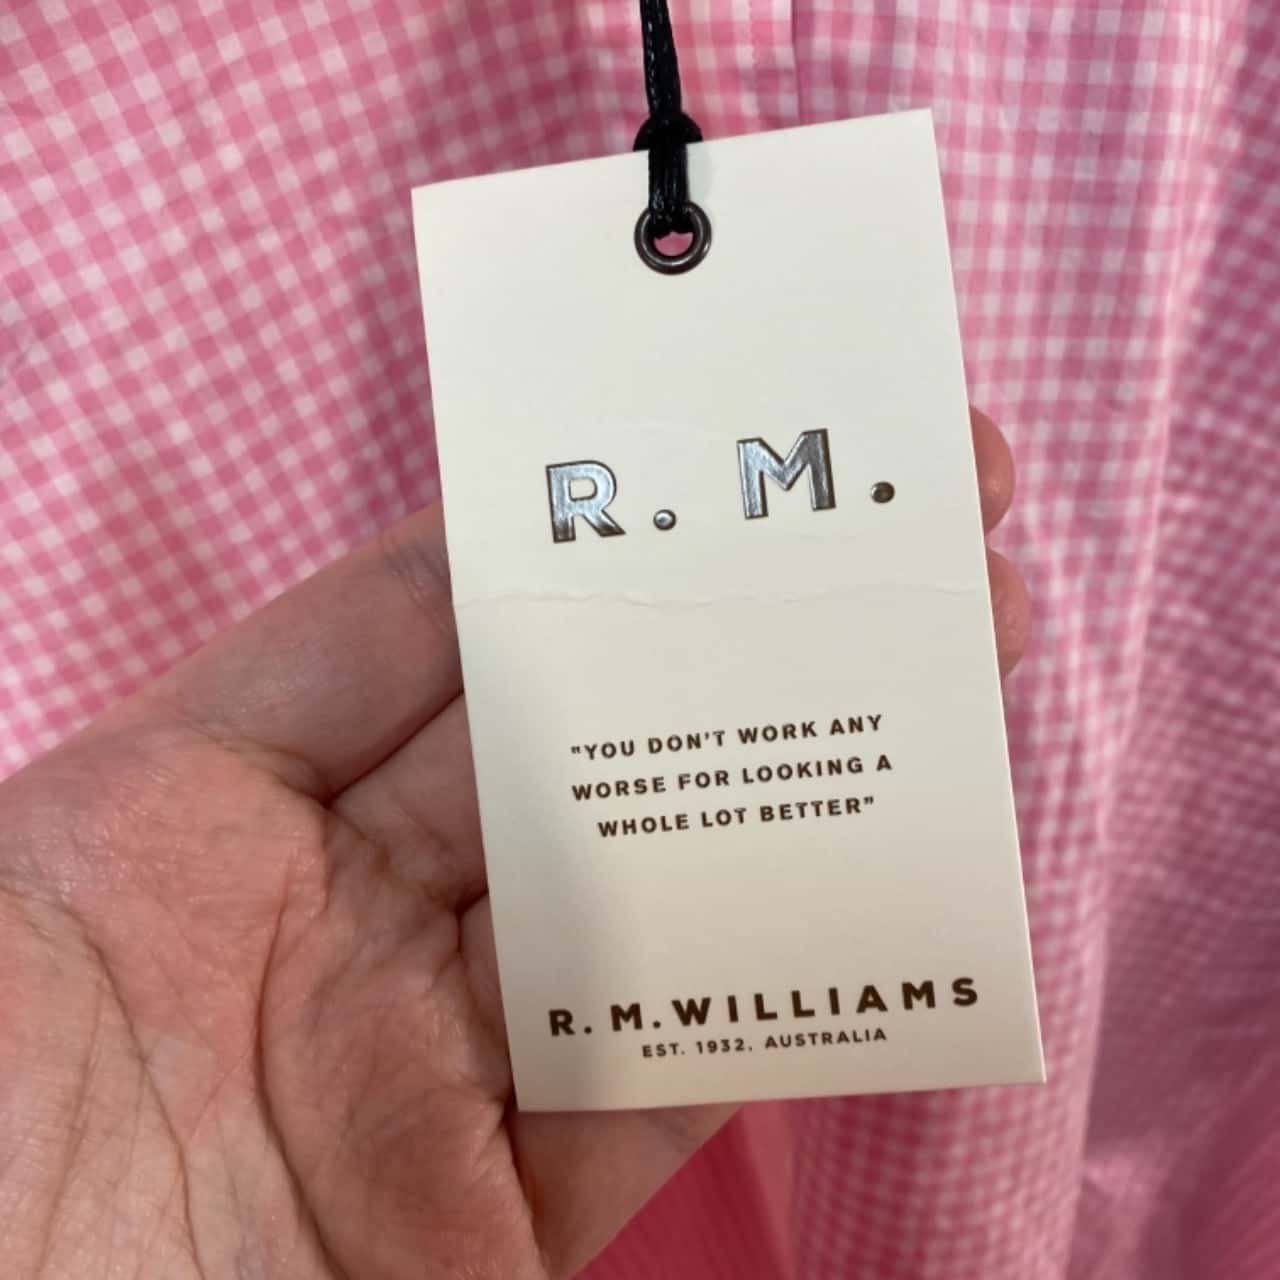 R. M.
"YOU DON'T WORK ANY
WORSE FOR LOOKING A
WHOLE LOT BETTER"
R.M.WILLIAMS
EST. 1932, AUSTRALIA